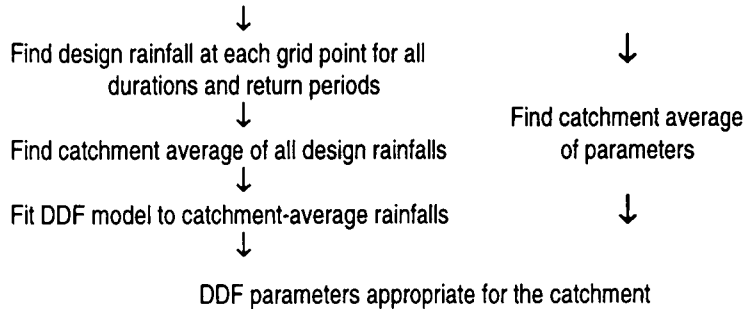 ↓
Find design rainfall at each grid point for all
durations and return periods
↓
Find catchment average of all design rainfalls
↓
Fit DDF model to catchment-average rainfalls
↓
↓
Find catchment average
of parameters
↓
DDF parameters appropriate for the catchment